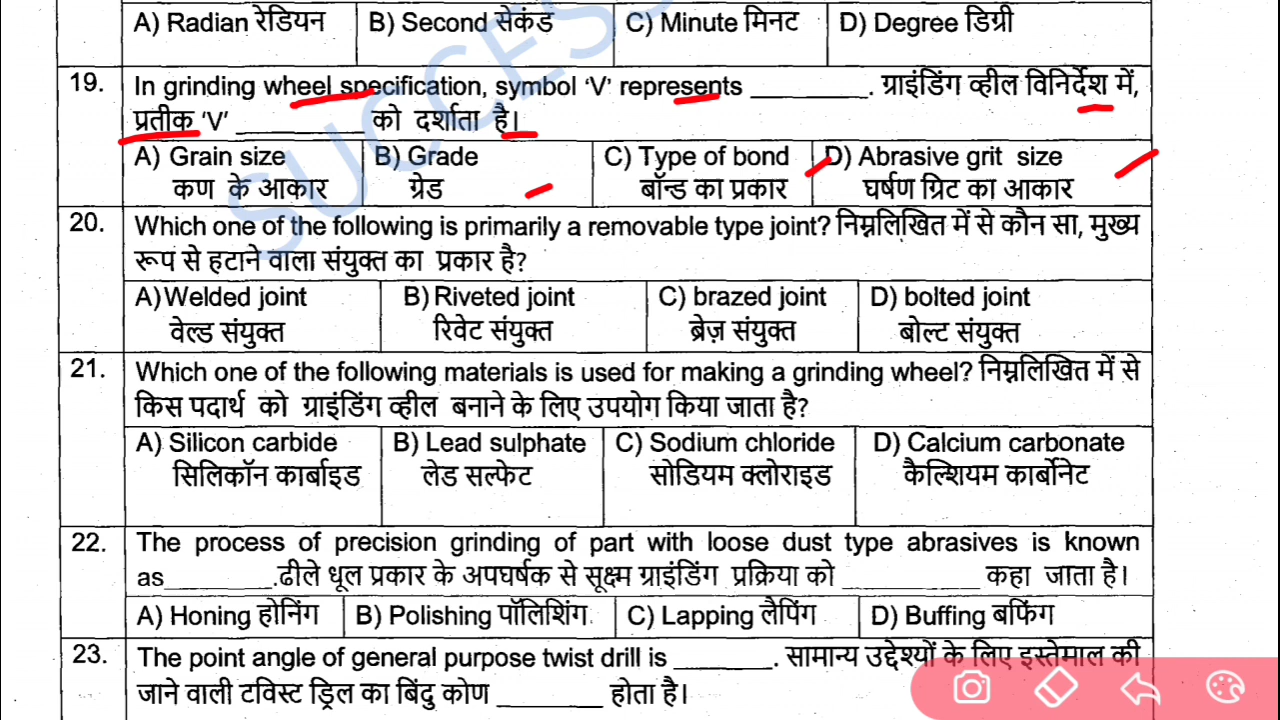 A) Radian रेडियन B) Second सेकंड C) Minute मिनट D) Degree डिग्री
19. In grinding wheel specification, symbol ‘V’ represents _________. ग्राइंडिंग व्हील विनिर्देश में,
प्रतीक ‘V’ __________ को दर्शाता है।
A) Grain size B) Grade C) Type of bond D) Abrasive grit size
कण के आकार ग्रेड बॉन्ड का प्रकार घर्षण ग्रिट का आकार
20. Which one of the following is primarily a removable type joint? निम्नलिखित में से कौन सा, मुख्य
रूप से हटाने वाला संयुक्त का प्रकार है?
A) Welded joint B) Riveted joint C) brazed joint D) bolted joint
वेल्ड संयुक्त रिवेट संयुक्त ब्रेज़ संयुक्त बोल्ट संयुक्त
21. Which one of the following materials is used for making a grinding wheel? निम्नलिखित में से
किस पदार्थ को ग्राइंडिंग व्हील बनाने के लिए उपयोग किया जाता है?
A) Silicon carbide B) Lead sulphate C) Sodium chloride D) Calcium carbonate
सिलिकॉन कार्बाइड लेड सल्फेट सोडियम क्लोराइड कैल्शियम कार्बोनेट
22. The process of precision grinding of part with loose dust type abrasives is known
as_________.ढीले धूल प्रकार के अपघर्षक से सूक्ष्म ग्राइंडिंग प्रक्रिया को __________ कहा जाता है।
A) Honing होनिंग B) Polishing पॉलिशिंग. C) Lapping लैपिंग D) Buffing बफिंग
23. The point angle of general purpose twist drill is ________. सामान्य उद्देश्यों के लिए इस्तेमाल की
जाने वाली टविस्ट ड्रिल का बिंदु कोण ________ होता है।
SUCCESS